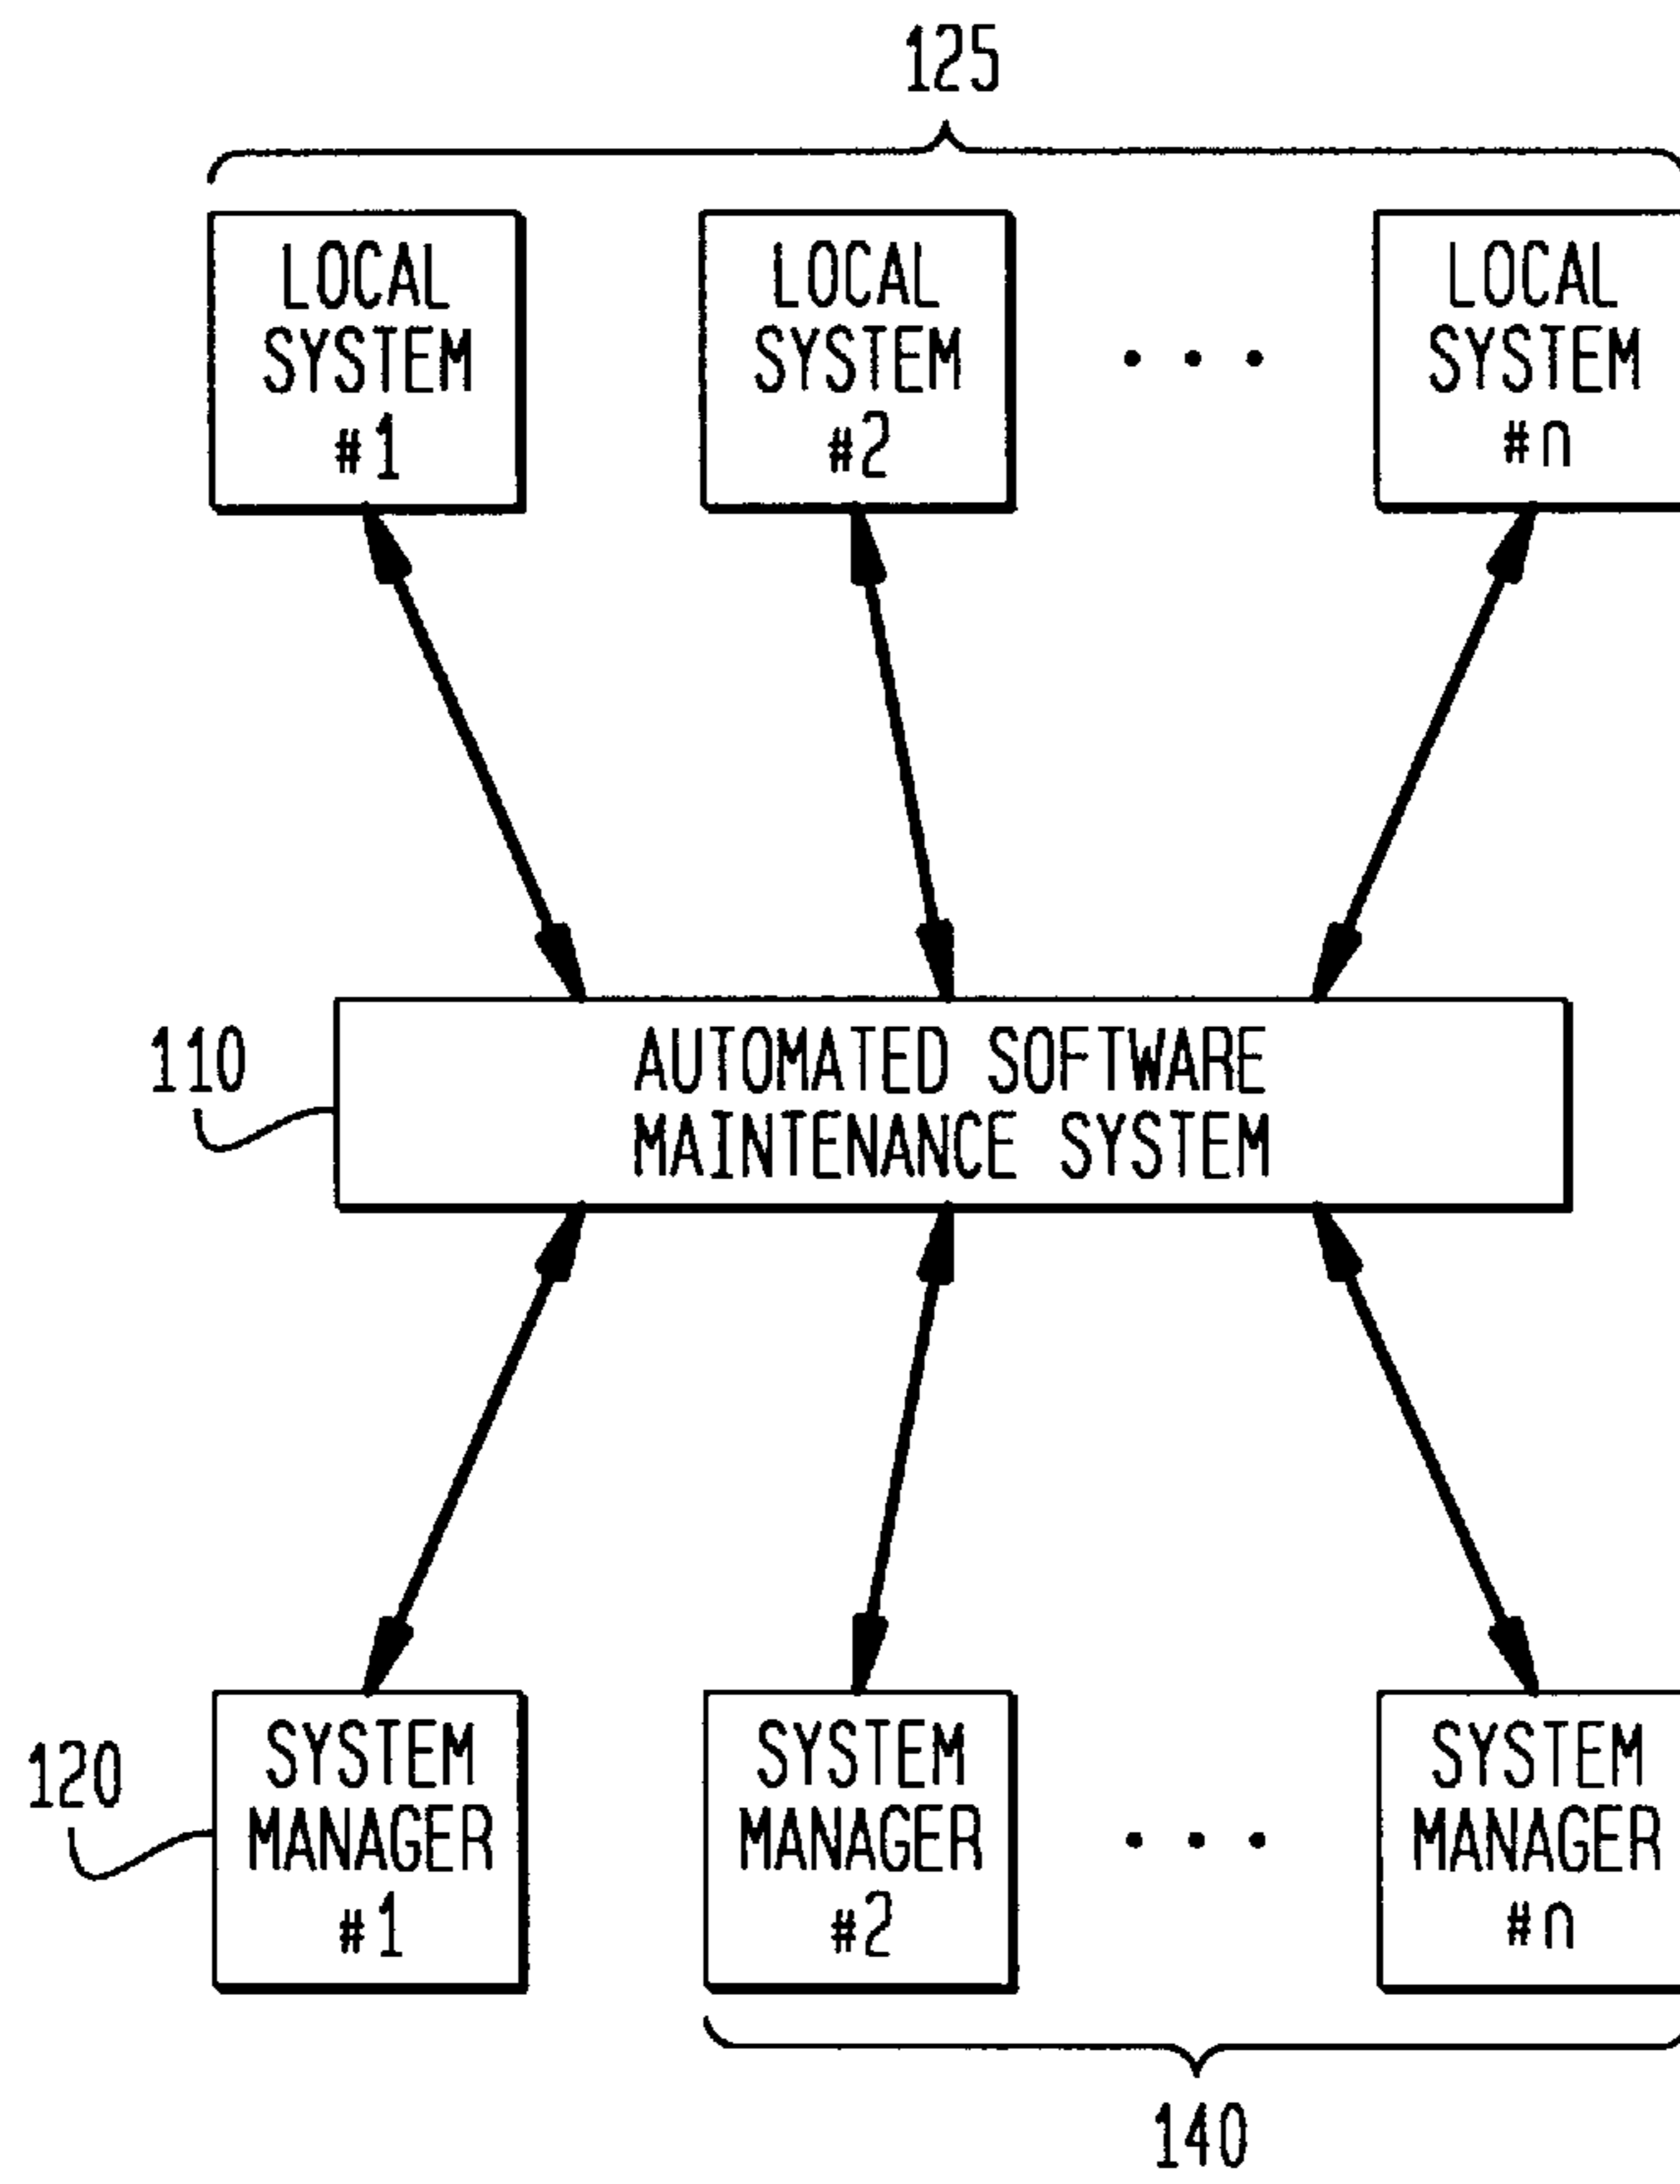 125
LOCAL
SYSTEM
#1
LOCAL
SYSTEM
#2
LOCAL
SYSTEM
#n
110
AUTOMATED SOFTWARE
MAINTENANCE SYSTEM
120
SYSTEM
MANAGER
#1
SYSTEM
MANAGER
#2
SYSTEM
MANAGER
#n
140